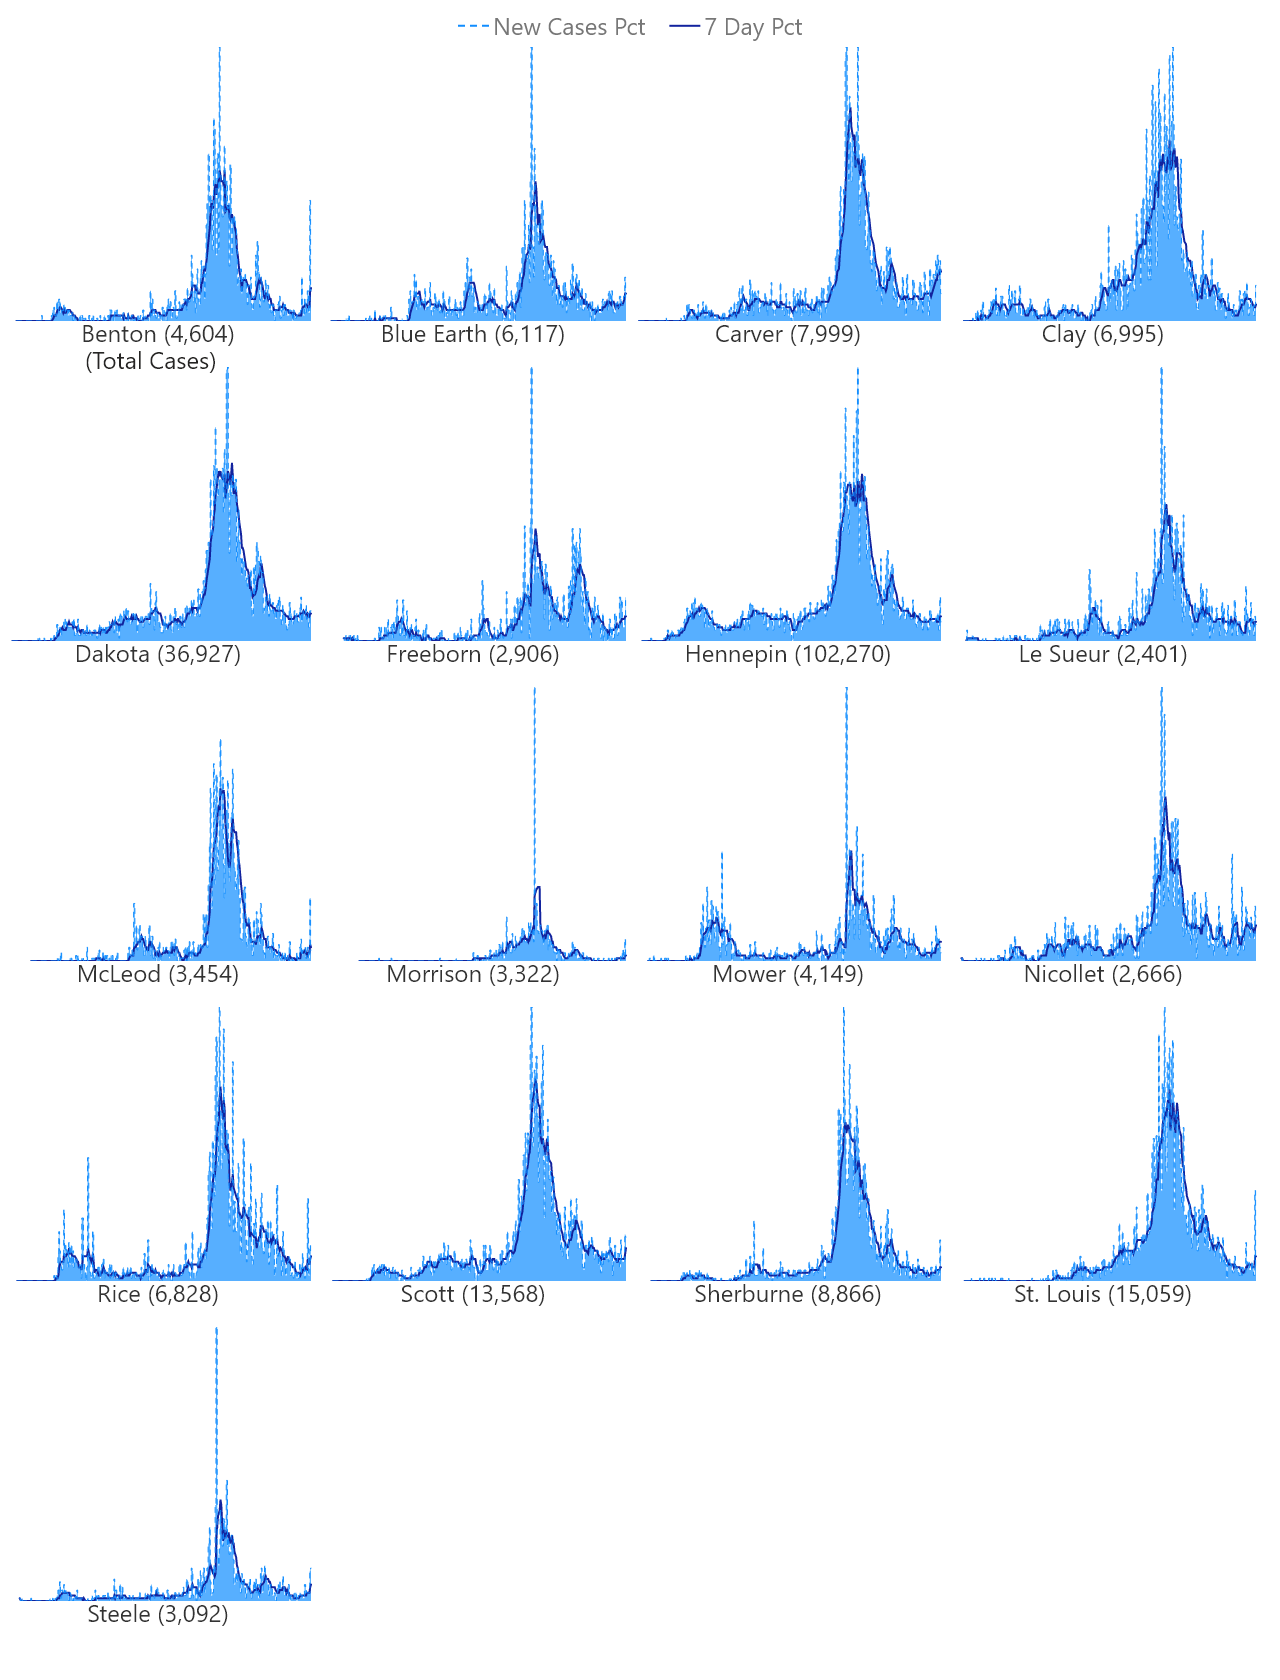 New Cases Pct 7 Day Pct
Benton (4,604) Blue Earth (6,117) Carver (7,999) Clay (6,995)
(Total Cases)
Dakota (36,927) Freeborn (2,906) Hennepin (102,270) Le Sueur (2,401)
McLeod (3,454) Morrison (3,322) Mower (4,149) Nicollet (2,666)
Rice (6,828) Scott (13,568) Sherburne (8,866) St. Louis (15,059)
Steele (3,092)